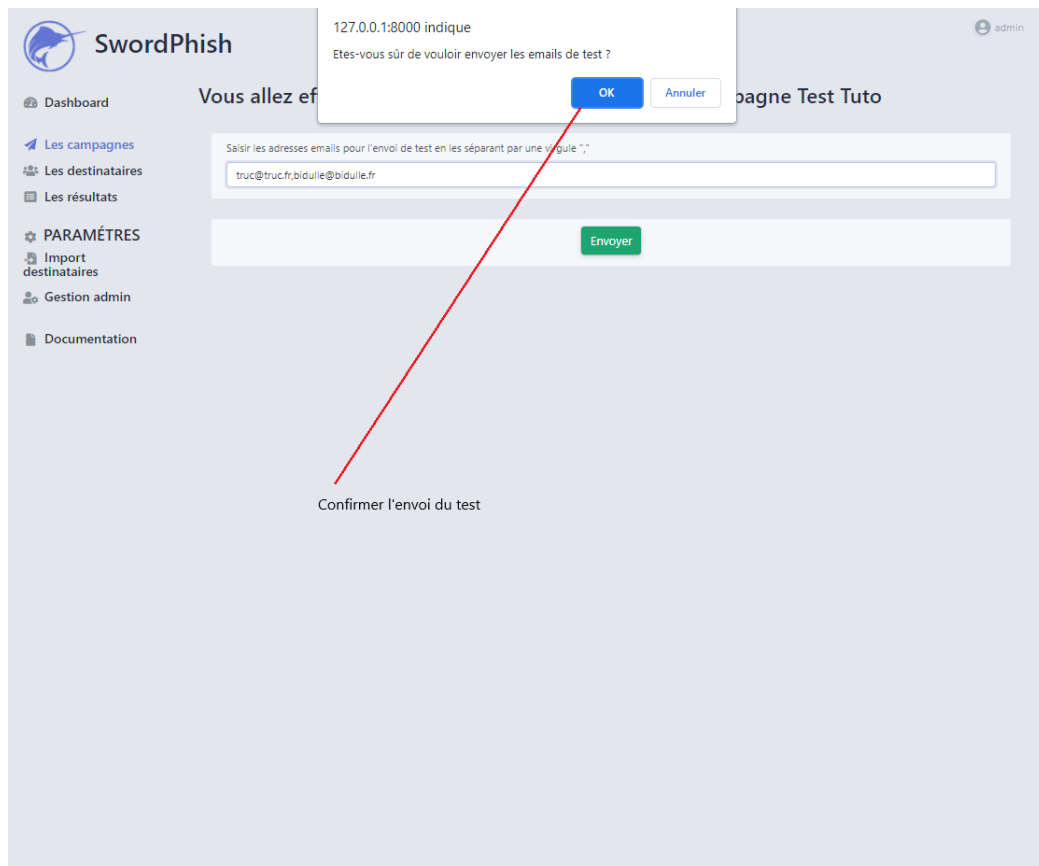 SwordPhish
127.0.0.1:8000 indique
Etes-vous sûr de vouloir envoyer les emails de test ?
OK
Annuler
admin
Dashboard
Les campagnes
Les destinataires
Les résultats
PARAMÉTRES
Import
destinataires
Gestion admin
Documentation
Vous allez ef
pagne Test Tuto
Saisir les adresses emails pour l'envoi de test en les séparant par une virgule ","
truc@truc.fr,bidulle@bidulle.fr
Envoyer
Confirmer l'envoi du test